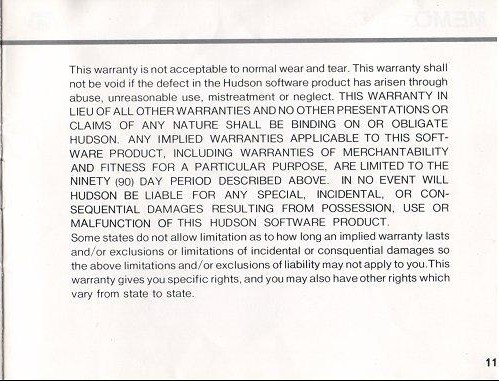 MEMO
This warranty is not acceptable to normal wear and tear. This warranty shall
not be void if the defect in the Hudson software product has arisen through
abuse, unreasonable use, mistreatment or neglect. THIS WARRANTY IN
LIEU OF ALL OTHER WARRANTIES AND NO OTHER PRESENTATIONS OR
CLAIMS OF ANY NATURE SHALL BE BINDING ON OR OBLIGATE
HUDSON. ANY IMPLIED WARRANTIES APPLICABLE TO THIS SOFT-
WARE PRODUCT, INCLUDING WARRANTIES OF MERCHANTABILITY
AND FITNESS FOR A PARTICULAR PURPOSE, ARE LIMITED TO THE
NINETY (90) DAY PERIOD DESCRIBED ABOVE. IN NO EVENT WILL
HUDSON BE LIABLE FOR ANY SPECIAL, INCIDENTAL, OR CON-
SEQUENTIAL DAMAGES RESULTING FROM POSSESSION, USE OR
MALFUNCTION OF THIS HUDSON SOFTWARE PRODUCT.
Some states do not allow limitation as to how long an implied warranty lasts
and/or exclusions or limitations of incidental or consquential damages so
the above limitations and/or exclusions of liability may not apply to you.This
warranty gives you specific rights, and you may also have other rights which
vary from state to state.
11